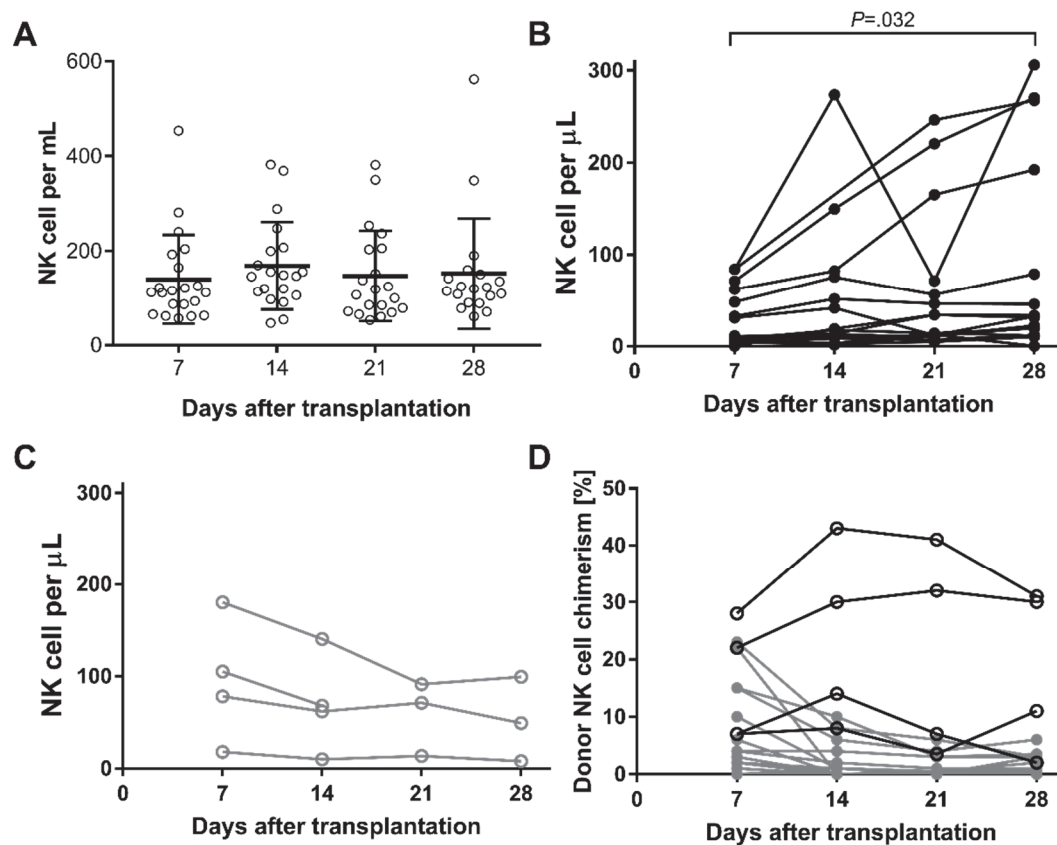 A
NK cell per mL
600
400
200
0
7 14 21 28
Days after transplantation
B
P=.032
NK cell per μL
300
200
100
0
0 7 14 21 28
Days after transplantation
C
NK cell per μL
300
200
100
0
0 7 14 21 28
Days after transplantation
D
Donor NK cell chimerism [%]
50
40
30
20
10
0
0 7 14 21 28
Days after transplantation